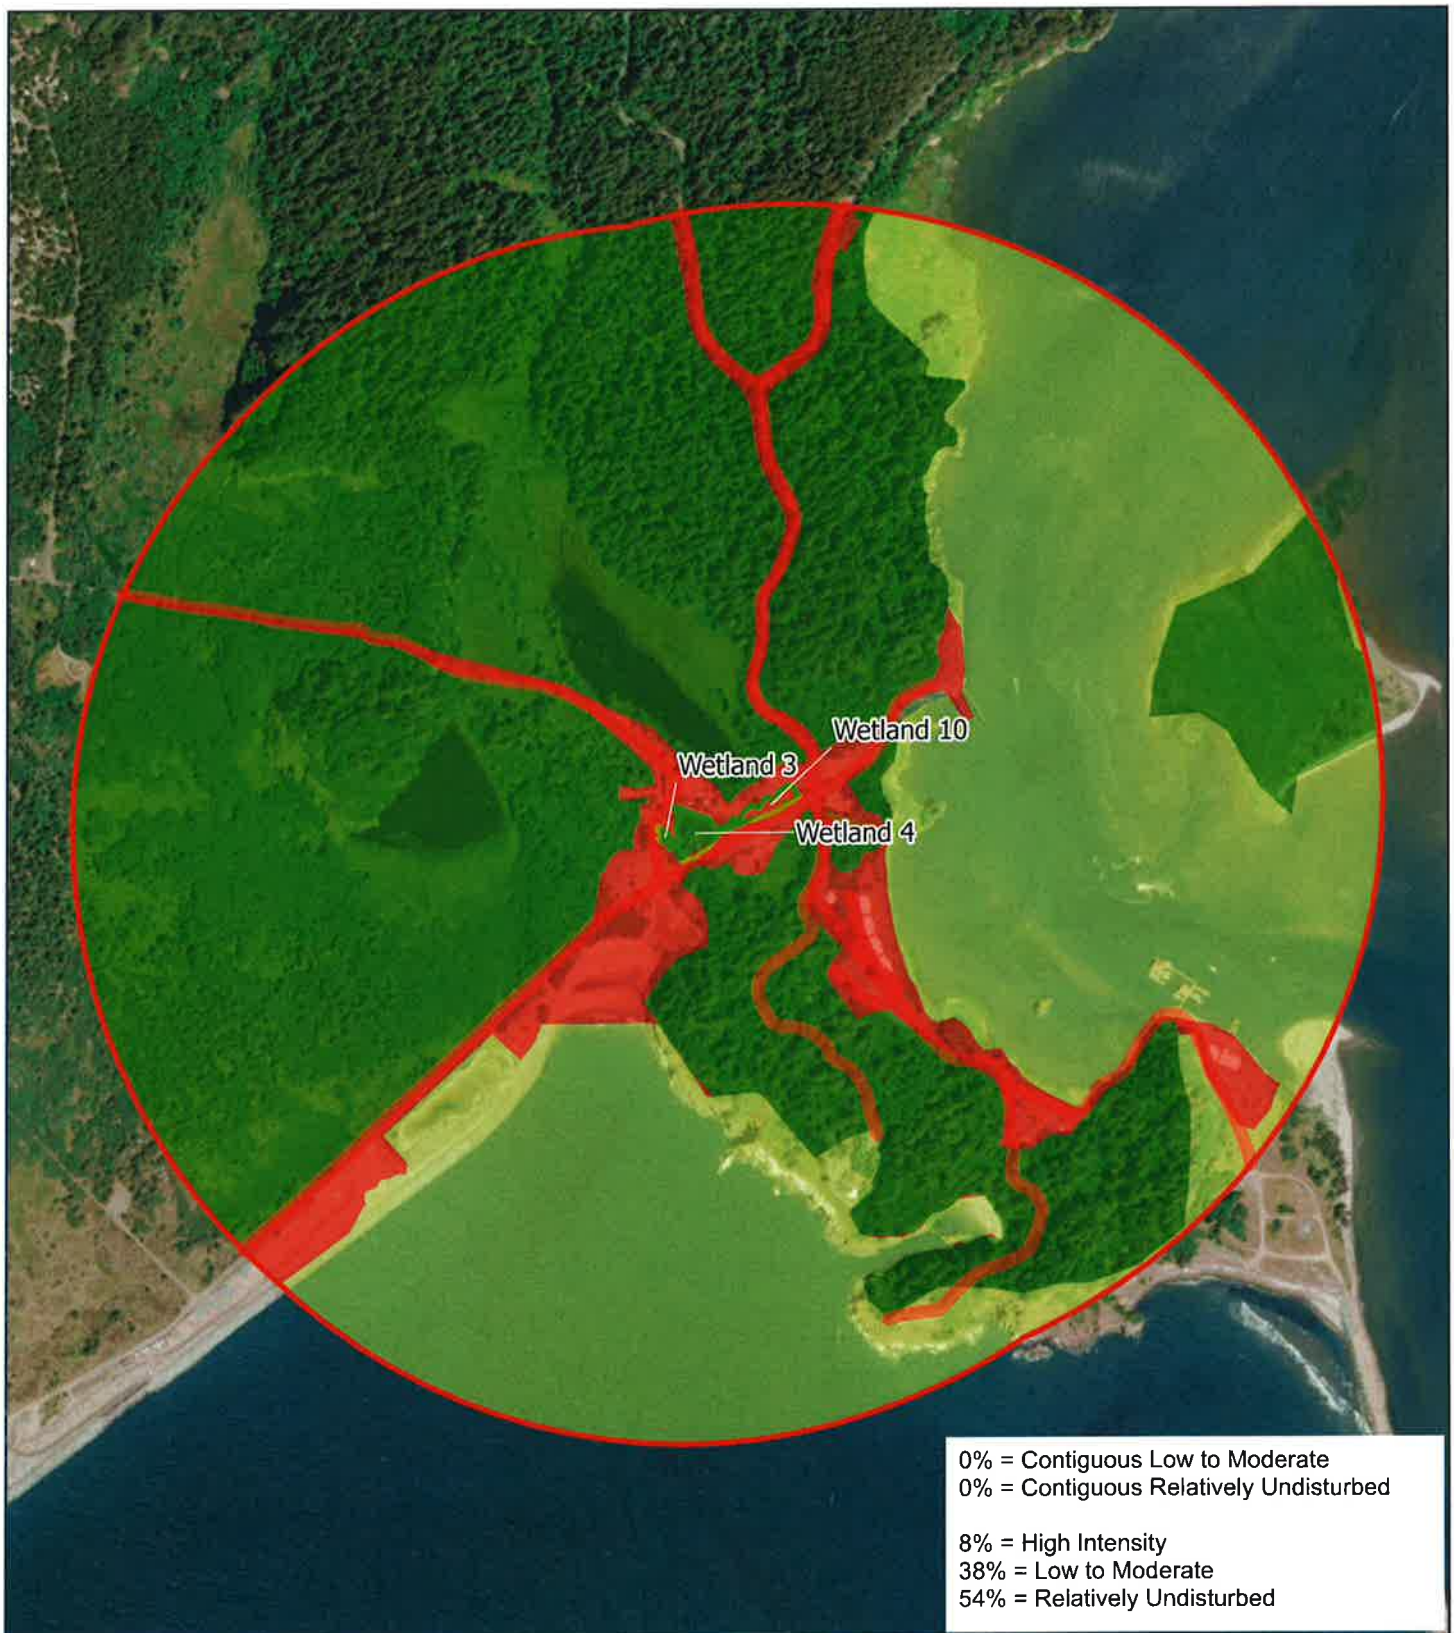 Wetland 10
Wetland 3
Wetland 4
0% = Contiguous Low to Moderate
0% = Contiguous Relatively Undisturbed
8% = High Intensity
38% = Low to Moderate
54% = Relatively Undisturbed